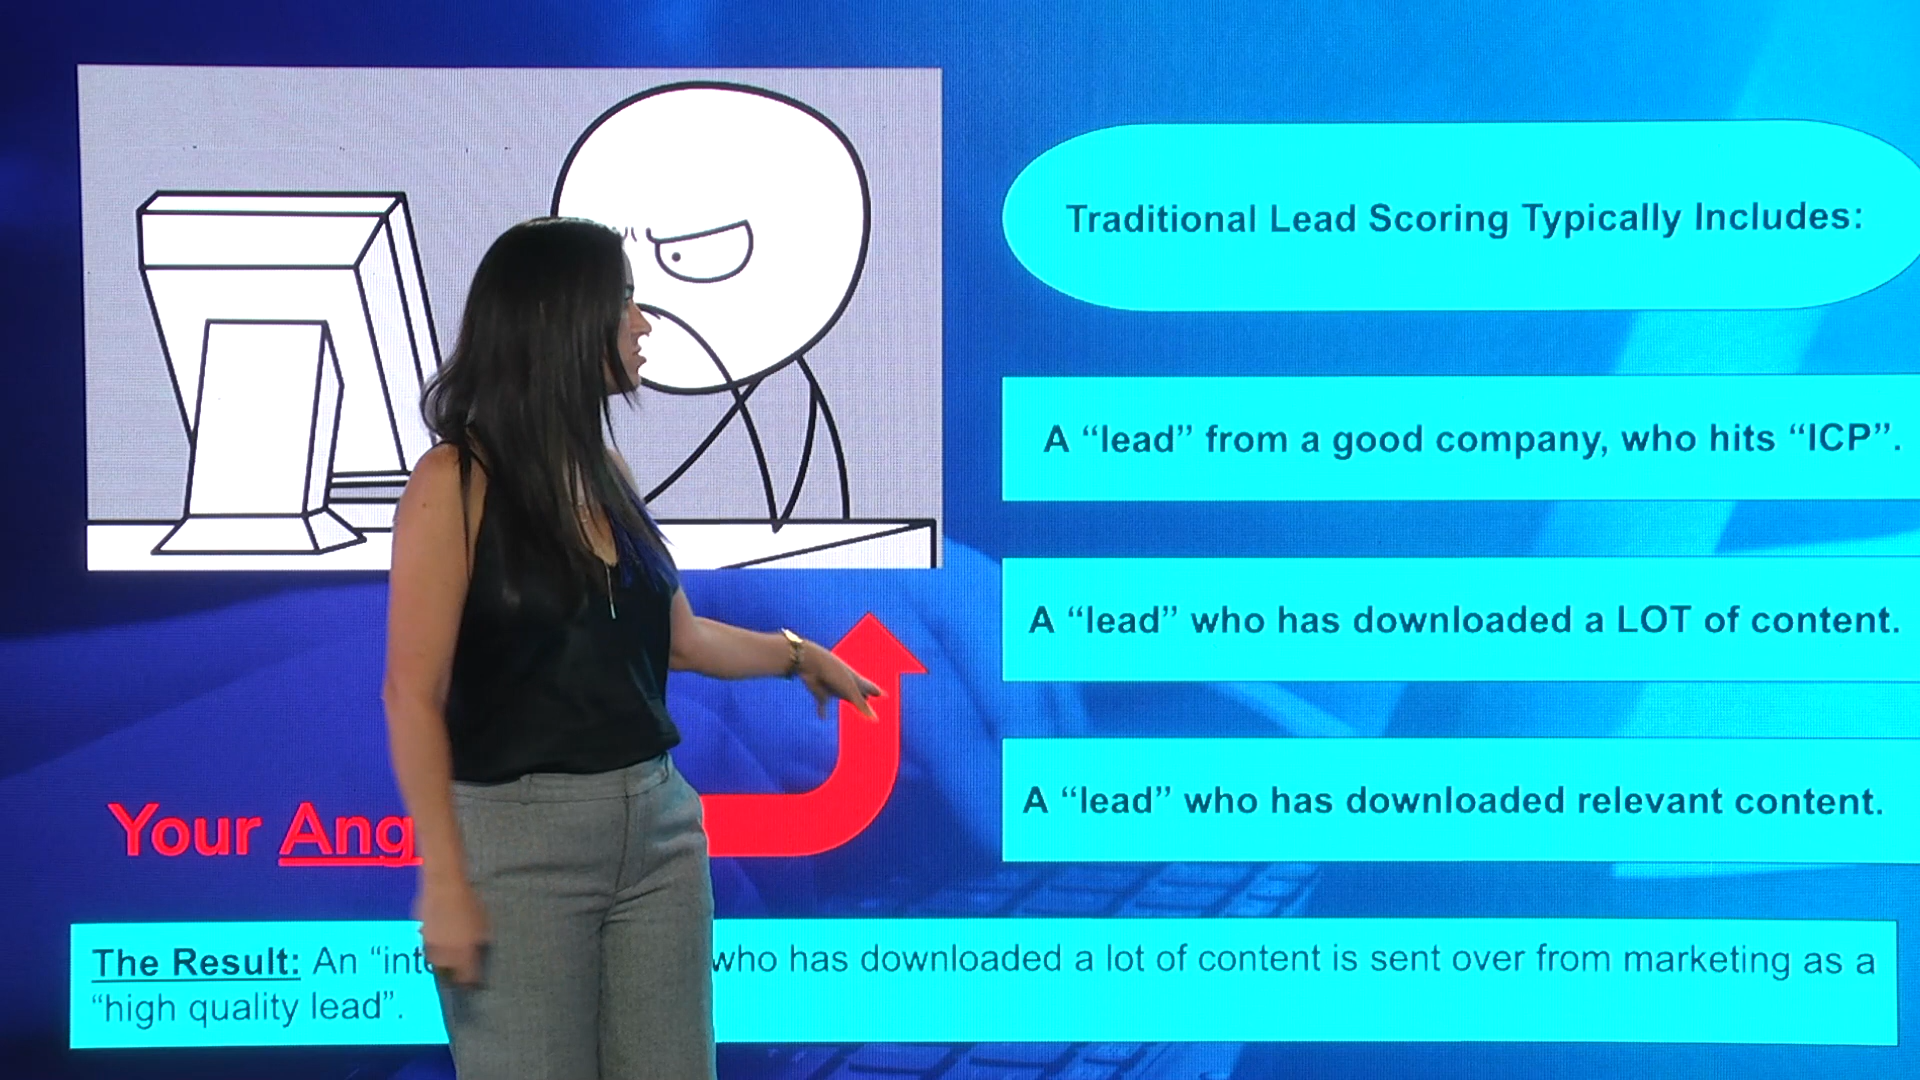 Traditional Lead Scoring Typically Includes:
A “lead” from a good company, who hits “ICP”.
A “lead” who has downloaded a LOT of content.
A “lead” who has downloaded relevant content.
Your
The Result: An who has downloaded a lot of content is sent over from marketing as a
“high quality lead”.